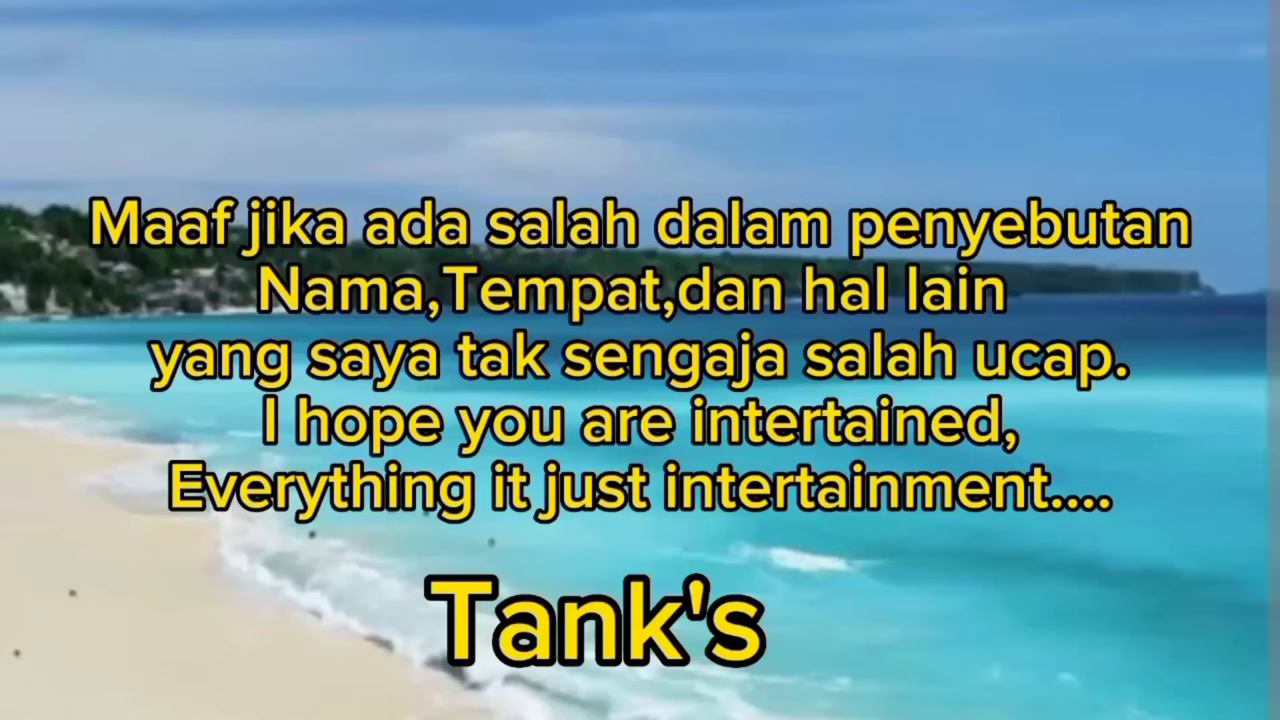 Maaf jika ada salah dalam penyebutan
Nama,Tempat,dan hal lain
yang saya tak sengaja salah ucap.
I hope you are intertained,
Everything it just intertainment....
Tank's